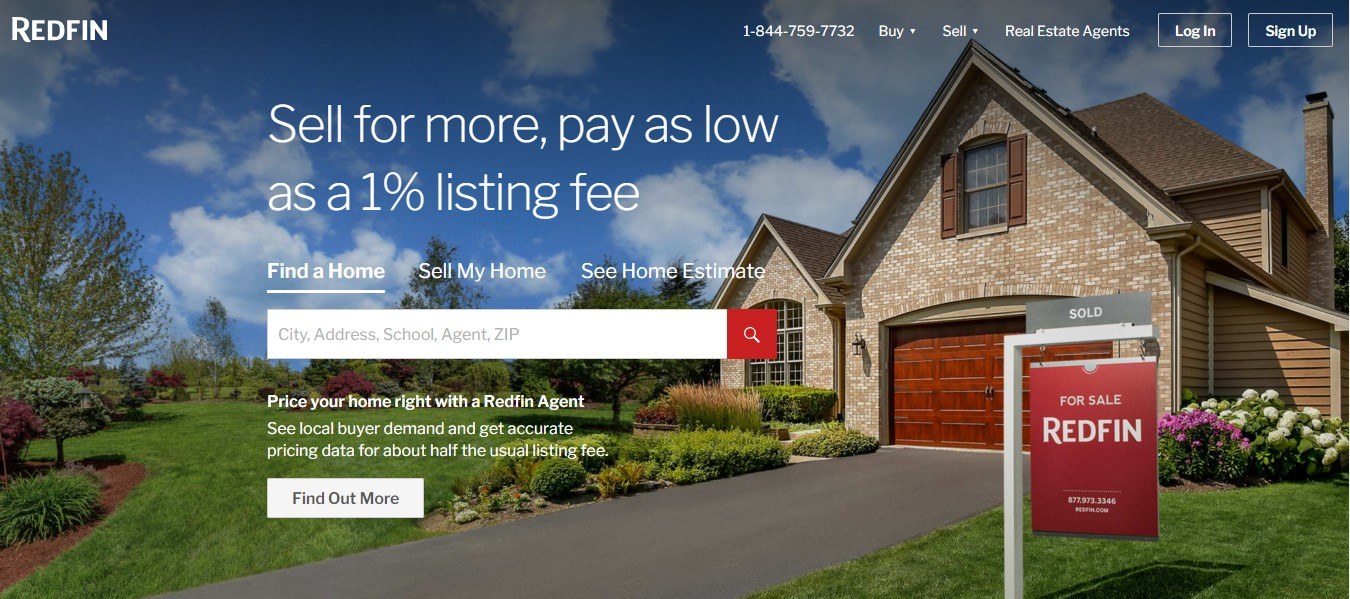 REDFIN
1-844-759-7732
Buy
Sell
Real Estate Agents
Log In
Sign Up
Sell for more, pay as low
as a 1% listing fee
Find a Home
Sell My Home
See Home Estimate
City, Address, School, Agent, ZIP
Price your home right with a Redfin Agent
See local buyer demand and get accurate
pricing data for about half the usual listing fee.
Find Out More
SOLD
FOR SALE
REDFIN
877.973.3346
REDFIN.COM